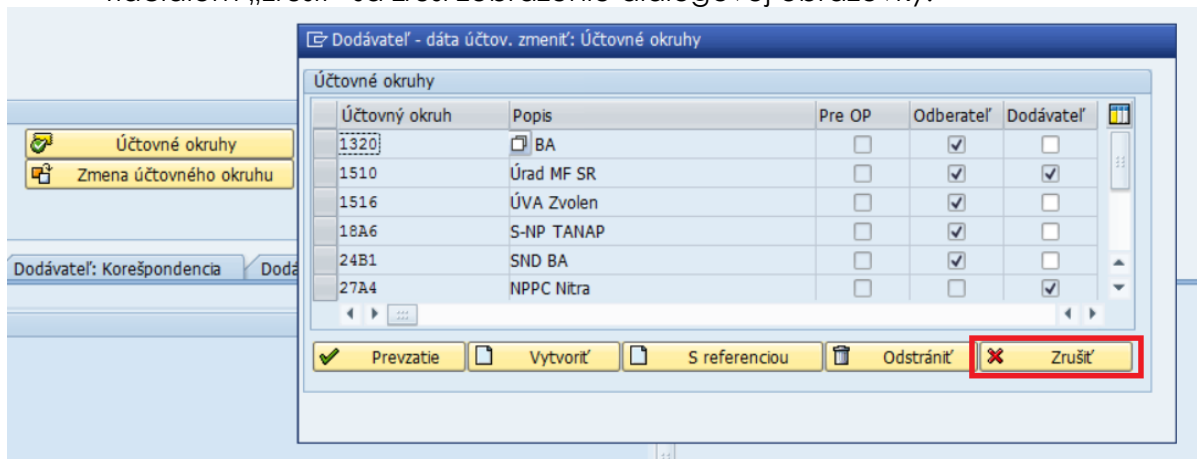 Dodávateľ - dáta účtov. zmeniť: Účtovné okruhy
Účtovné okruhy
Účtovný okruh Popis Pre OP Odberateľ Dodávateľ
1320 BA
1510 Úrad MF SR
1516 ÚVA Zvolen
18A6 S-NP TANAP
24B1 SND BA
27A4 NPPC Nitra
Prevzatie Vytvoriť S referenciou Odstrániť Zrušiť
Účtovné okruhy
Zmena účtovného okruhu
Dodávateľ: Korešpondencia Dodá